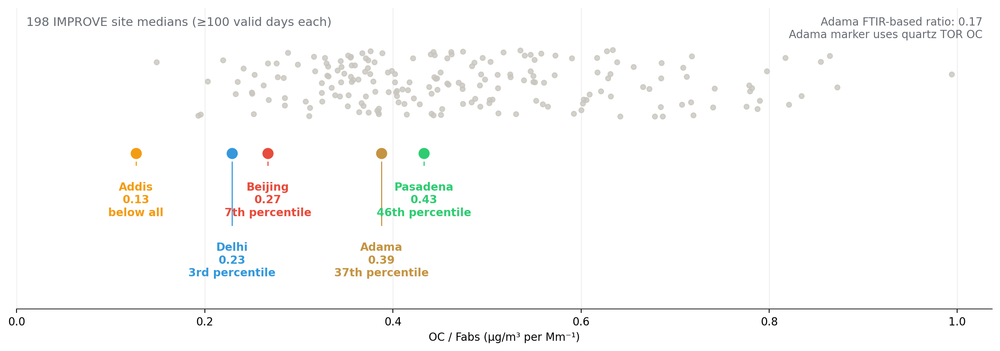 198 IMPROVE site medians (≥100 valid days each)
Adama FTIR-based ratio: 0.17
Adama marker uses quartz TOR OC
Addis
0.13
below all
Beijing
0.27
7th percentile
Pasadena
0.43
46th percentile
Delhi
0.23
3rd percentile
Adama
0.39
37th percentile
0.0 0.2 0.4 0.6 0.8 1.0
OC / Fabs (μg/m³ per Mm⁻¹)